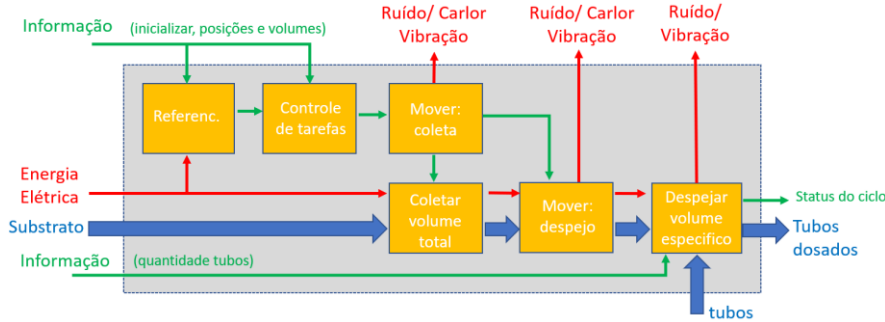 Ruído/ Carlor
Vibração
Ruído/ Carlor
Vibração
Ruído/
Vibração
Informação (inicializar, posições e volumes)
Referenc.
Controle
de tarefas
Mover:
coleta
Energia
Elétrica
Coletar
volume
total
Mover:
despejo
Despejar
volume
especifico
Status do ciclo
Substrato
Tubos
dosados
Informação (quantidade tubos)
tubos